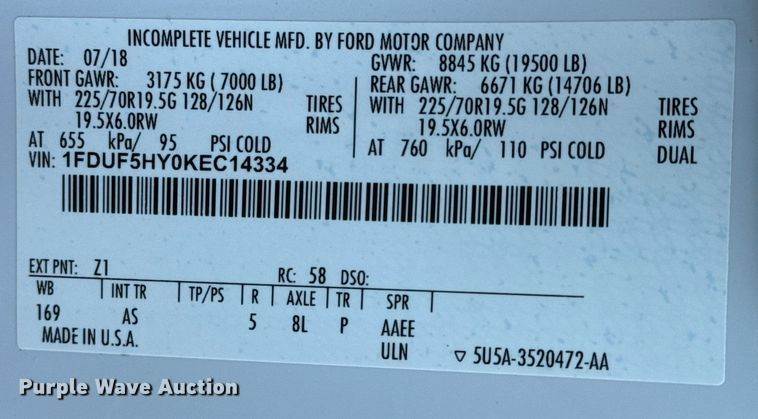 INCOMPLETE VEHICLE MFD. BY FORD MOTOR COMPANY
DATE: 07/18 GVWR: 8845 KG (19500 LB)
FRONT GAWR: 3175 KG ( 7000 LB) REAR GAWR: 6671 KG (14706 LB)
WITH 225/70R19.5G 128/126N TIRES WITH 225/70R19.5G 128/126N TIRES
19.5X6.0RW RIMS 19.5X6.0RW RIMS
AT 655 kPa/ 95 PSI COLD AT 760 kPa/ 110 PSI COLD DUAL
VIN: 1FDUF5HY0KEC14334
EXT PNT: Z1 RC: 58 DSO:
WB INT TR TP/PS R AXLE TR SPR
169 AS 5 8L P AAEE
MADE IN U.S.A. ULN ▽ 5U5A-3520472-AA
Purple Wave Auction